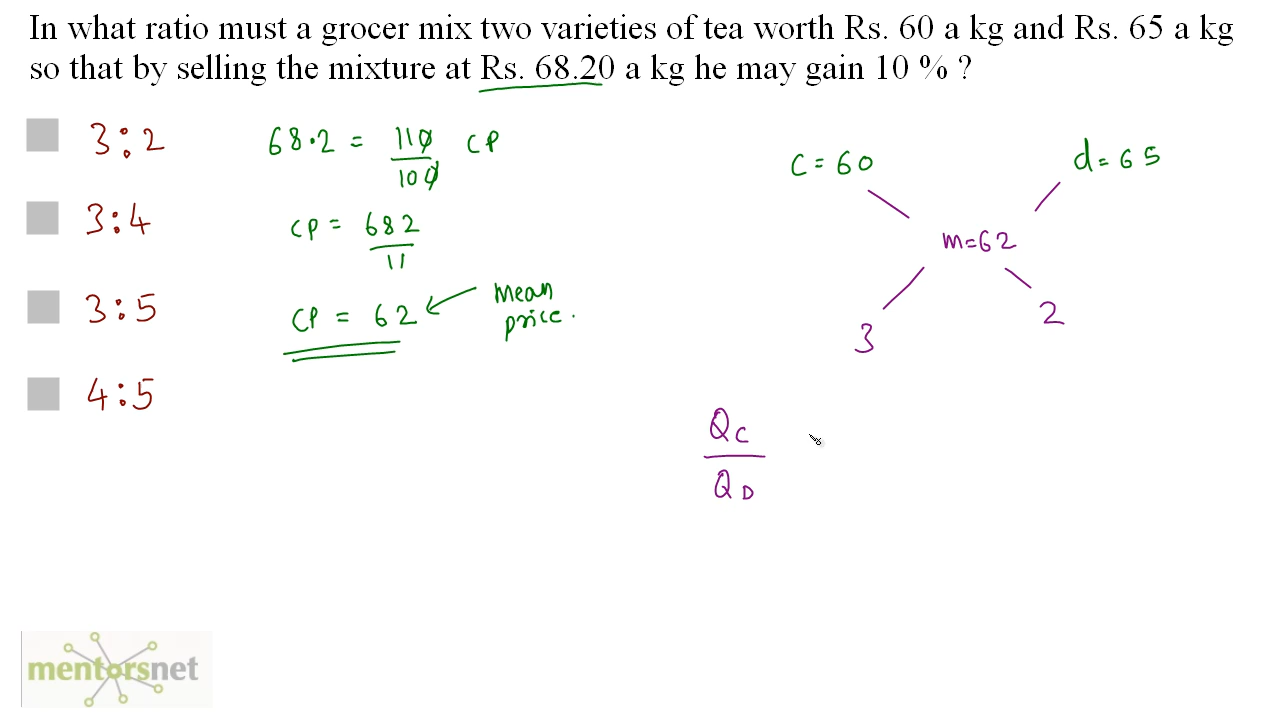 In what ratio must a grocer mix two varieties of tea worth Rs. 60 a kg and Rs. 65 a kg
so that by selling the mixture at Rs. 68.20 a kg he may gain 10 % ?
3:2
3:4
3:5
4:5
68.2 = 110/100 CP
CP = 682/11
CP = 62
Mean
price.
C = 60
d = 65
m = 62
3
2
QC
QD
mentorsnet